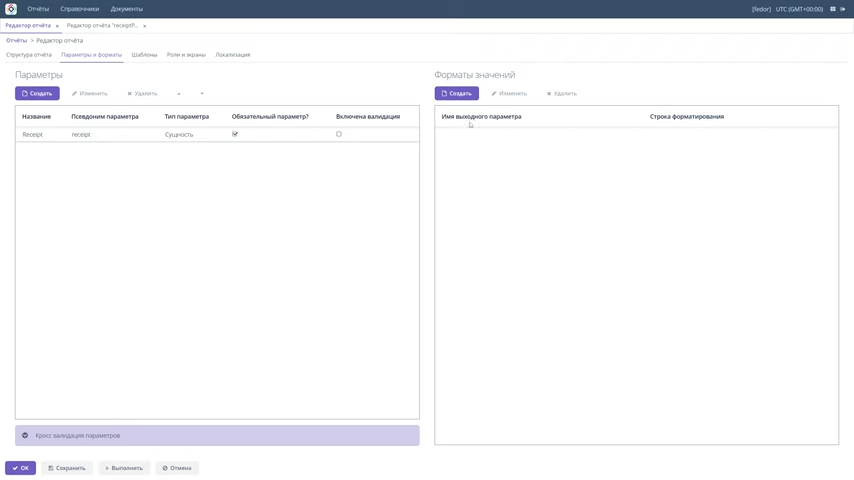 Отчёты Справочники Документы [fedor] UTC (GMT+00:00)
Редактор отчёта × Редактор отчёта "receiptP... ×
Отчёты > Редактор отчёта
Структура отчёта Параметры и форматы Шаблоны Роли и экраны Локализация
Параметры Форматы значений
Создать Изменить Удалить Создать Изменить Удалить
Название Псевдоним параметра Тип параметра Обязательный параметр? Включена валидация Имя выходного параметра Строка форматирования
Receipt receipt Сущность
Кросс валидация параметров
OK Сохранить Выполнить Отмена